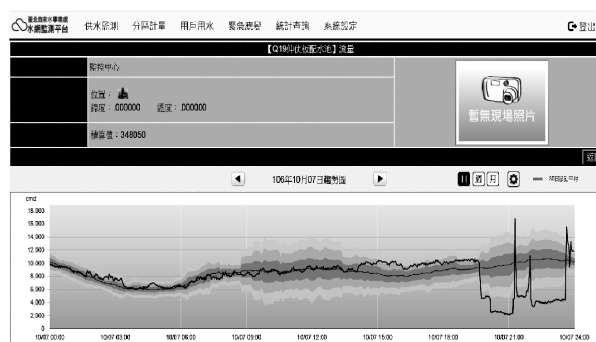 臺北自來水事業處
水網監測平台
供水監測 分區計量 用戶用水 緊急應變 統計查詢 系統設定 登出
【Q19仲仗板配水池】流量
監控中心
位置：
緯度：.000000 經度：.000000
積算值：348050
暫無現場照片
106年10月07日趨勢圖
日 週 月
cmd
18,000
16,000
14,000
12,000
10,000
8,000
6,000
4,000
2,000
0
10/07 00:00 10/07 03:00 10/07 06:00 10/07 09:00 10/07 12:00 10/07 15:00 10/07 18:00 10/07 21:00 10/07 24:00